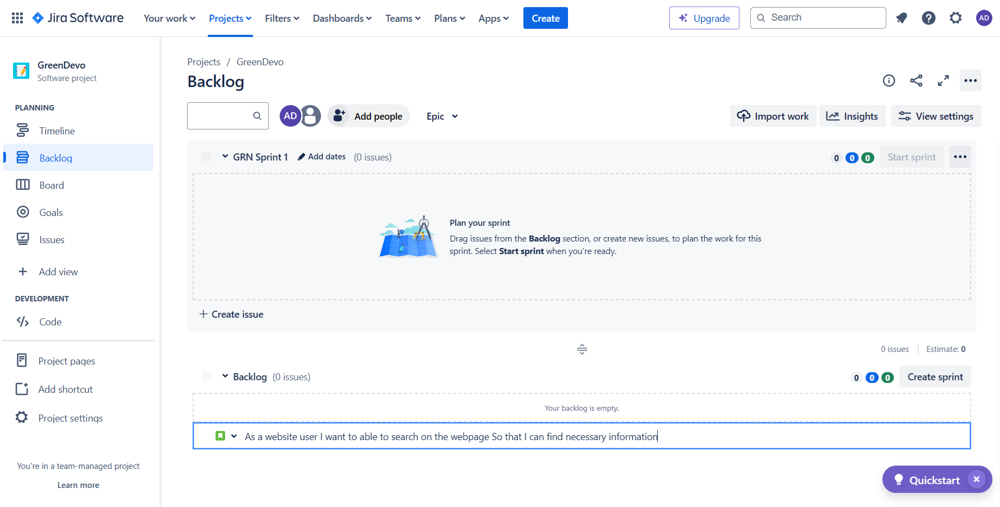 Jira Software
Your work
Projects
Filters
Dashboards
Teams
Plans
Apps
Create
Upgrade
Search
AD
GreenDevo
Software project
PLANNING
Timeline
Backlog
Board
Goals
Issues
Add view
DEVELOPMENT
Code
Project pages
Add shortcut
Project settings
You're in a team-managed project
Learn more
Projects / GreenDevo
Backlog
AD
Add people
Epic
Import work
Insights
View settings
GRN Sprint 1 Add dates (0 issues)
0 0 0 Start sprint
Plan your sprint
Drag issues from the Backlog section, or create new issues, to plan the work for this
sprint. Select Start sprint when you're ready.
+ Create issue
0 issues Estimate: 0
Backlog (0 issues)
0 0 0 Create sprint
Your backlog is empty.
As a website user I want to able to search on the webpage So that I can find necessary information
Quickstart